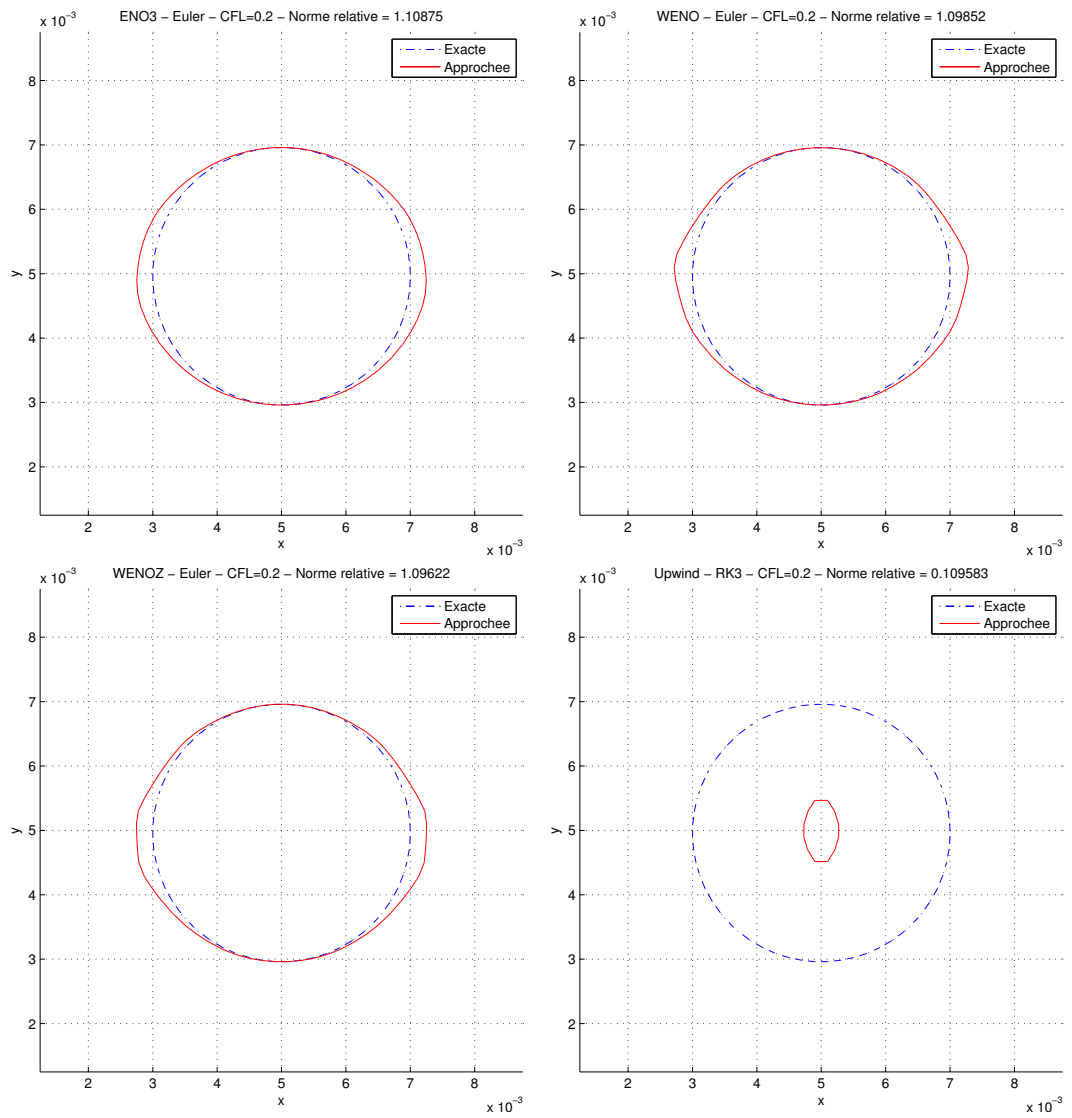 ENO3 – Euler – CFL=0.2 – Norme relative = 1.10875
x 10⁻³
Exacte
Approchee
8
7
6
5
4
3
2
y
2 3 4 5 6 7 8
x
x 10⁻³
WENO – Euler – CFL=0.2 – Norme relative = 1.09852
x 10⁻³
Exacte
Approchee
8
7
6
5
4
3
2
y
2 3 4 5 6 7 8
x
x 10⁻³
WENOZ – Euler – CFL=0.2 – Norme relative = 1.09622
x 10⁻³
Exacte
Approchee
8
7
6
5
4
3
2
y
2 3 4 5 6 7 8
x
x 10⁻³
Upwind – RK3 – CFL=0.2 – Norme relative = 0.109583
x 10⁻³
Exacte
Approchee
8
7
6
5
4
3
2
y
2 3 4 5 6 7 8
x
x 10⁻³